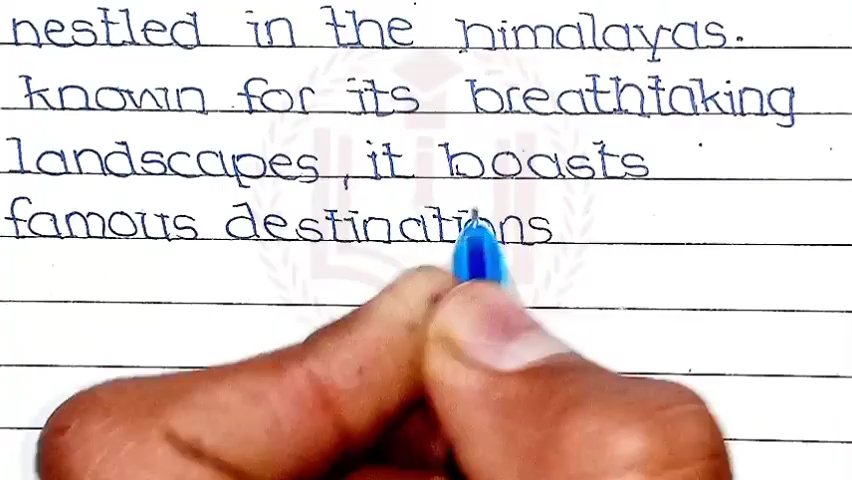 nestled in the himalayas.
known for its breathtaking
landscapes, it boasts
famous destinations